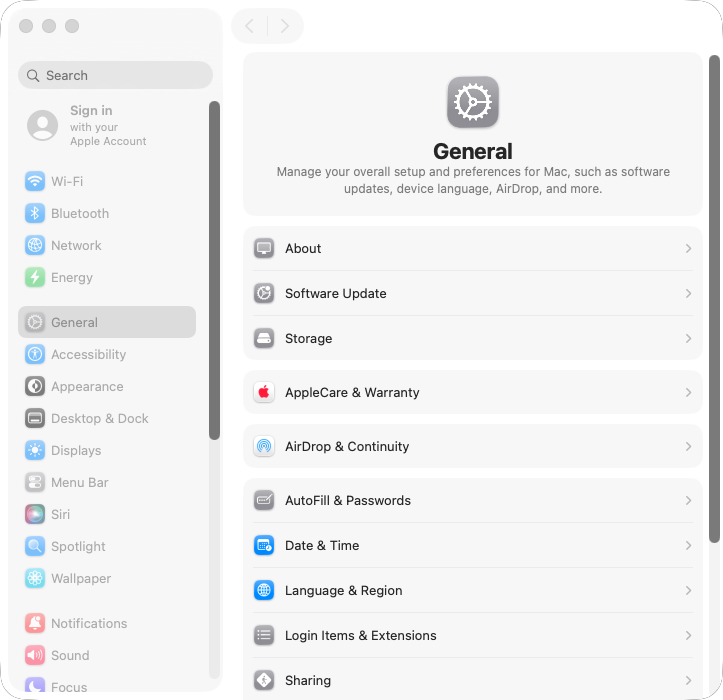 Search
Sign in
with your
Apple Account
Wi-Fi
Bluetooth
Network
Energy
General
Accessibility
Appearance
Desktop & Dock
Displays
Menu Bar
Siri
Spotlight
Wallpaper
Notifications
Sound
Focus
General
Manage your overall setup and preferences for Mac, such as software
updates, device language, AirDrop, and more.
About
Software Update
Storage
AppleCare & Warranty
AirDrop & Continuity
AutoFill & Passwords
Date & Time
Language & Region
Login Items & Extensions
Sharing